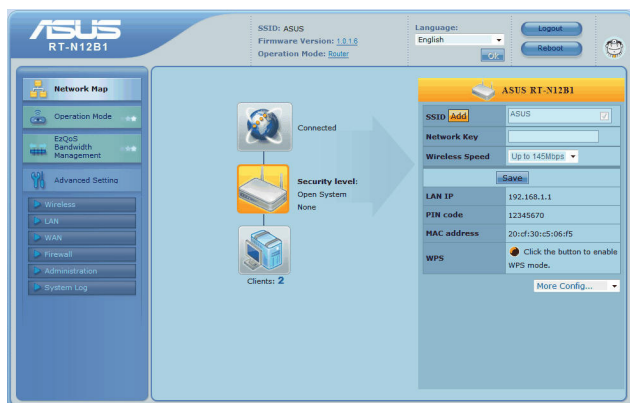 ASUS
RT-N12B1
SSID: ASUS
Firmware Version: 1.0.1.6
Operation Mode: Router
Language:
English
OK
Logout
Reboot
Network Map
Operation Mode
EzQoS
Bandwidth
Management
Advanced Setting
Wireless
LAN
WAN
Firewall
Administration
System Log
Connected
Security level:
Open System
None
Clients: 2
ASUS RT-N12B1
SSID Add ASUS
Network Key
Wireless Speed Up to 145Mbps
Save
LAN IP 192.168.1.1
PIN code 12345670
MAC address 20:cf:30:c5:06:f5
WPS Click the button to enable
WPS mode.
More Config...